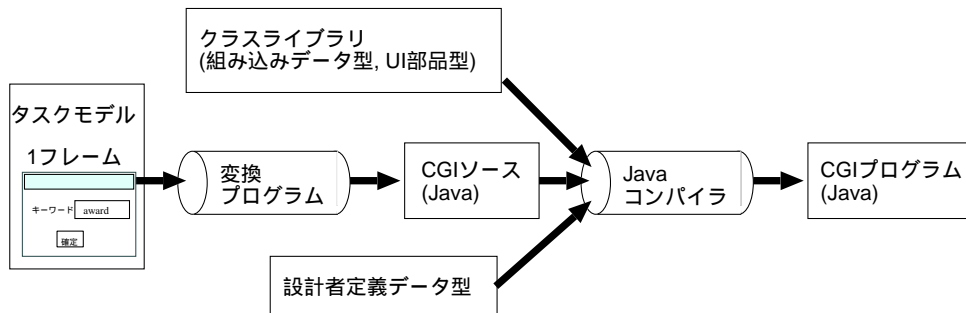 クラスライブラリ
(組み込みデータ型, UI部品型)
タスクモデル
1フレーム
キーワード award
確定
変換
プログラム
CGIソース
(Java)
Java
コンパイラ
CGIプログラム
(Java)
設計者定義データ型